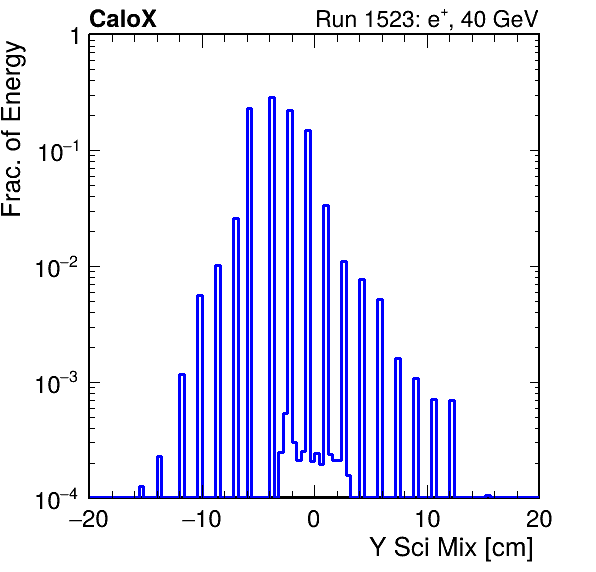 CaloX Run 1523: e⁺, 40 GeV
Frac. of Energy
1
10⁻¹
10⁻²
10⁻³
10⁻⁴
−20 −10 0 10 20
Y Sci Mix [cm]